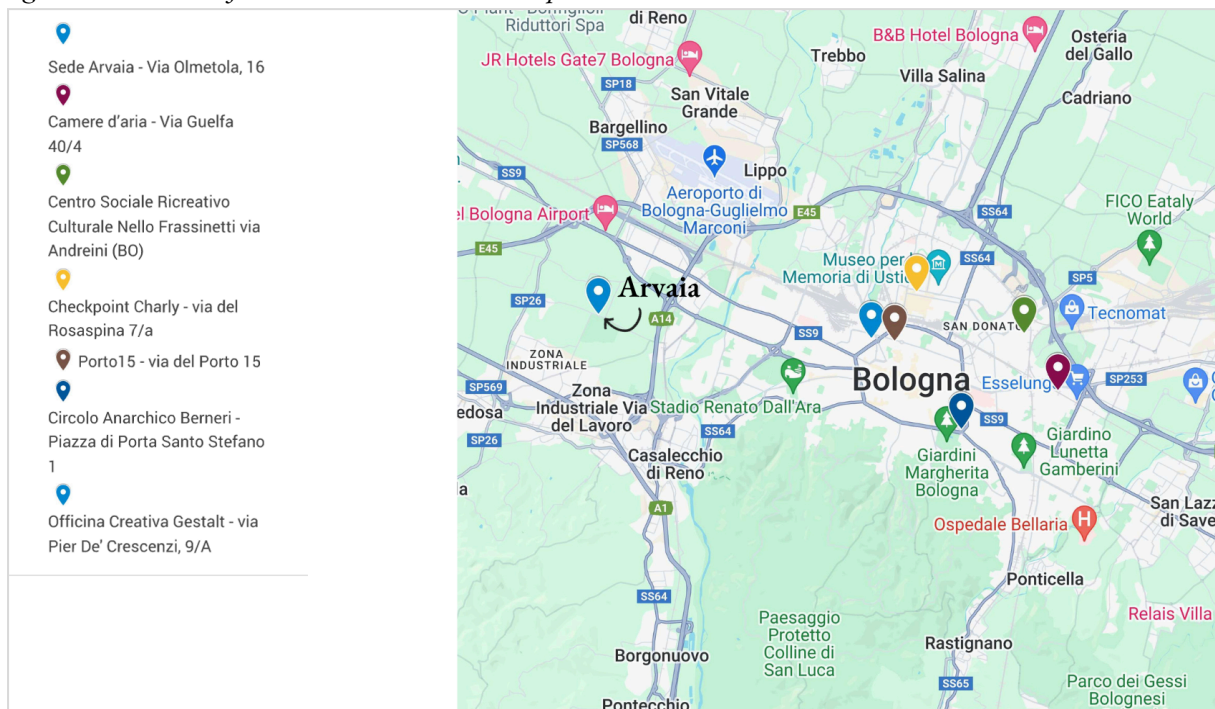 Sede Arvaia - Via Olmetola, 16
Camere d'aria - Via Guelfa
40/4
Centro Sociale Ricreativo
Culturale Nello Frassinetti via
Andreini (BO)
Checkpoint Charly - via del
Rosaspina 7/a
Porto15 - via del Porto 15
Circolo Anarchico Berneri -
Piazza di Porta Santo Stefano
1
Officina Creativa Gestalt - via
Pier De' Crescenzi, 9/A
Riduttori Spa
di Reno
B&B Hotel Bologna
Osteria
del Gallo
JR Hotels Gate7 Bologna
Trebbo
Villa Salina
SP18
San Vitale
Grande
Cadriano
Bargellino
SP568
Lippo
SS9
Aeroporto di
Bologna-Guglielmo
Marconi
el Bologna Airport
E45
SS64
FICO Eataly
World
E45
Museo per la
Memoria di Ustic
SS64
SP5
Arvaia
SP26
A14
SS9
SAN DONATO
Tecnomat
ZONA
INDUSTRIALE
Bologna
Esselunga
SP253
SP569
Zona
Industriale Via
del Lavoro
Stadio Renato Dall'Ara
edosa
SP26
SS64
SS9
Giardini
Margherita
Bologna
Giardino
Lunetta
Gamberini
Casalecchio
di Reno
a
A1
San Lazz
di Save
Ospedale Bellaria
H
Ponticella
SS64
Paesaggio
Protetto
Colline di
San Luca
Relais Villa
Borgonuovo
Rastignano
SS65
Parco dei Gessi
Bolognesi
Pontecchio